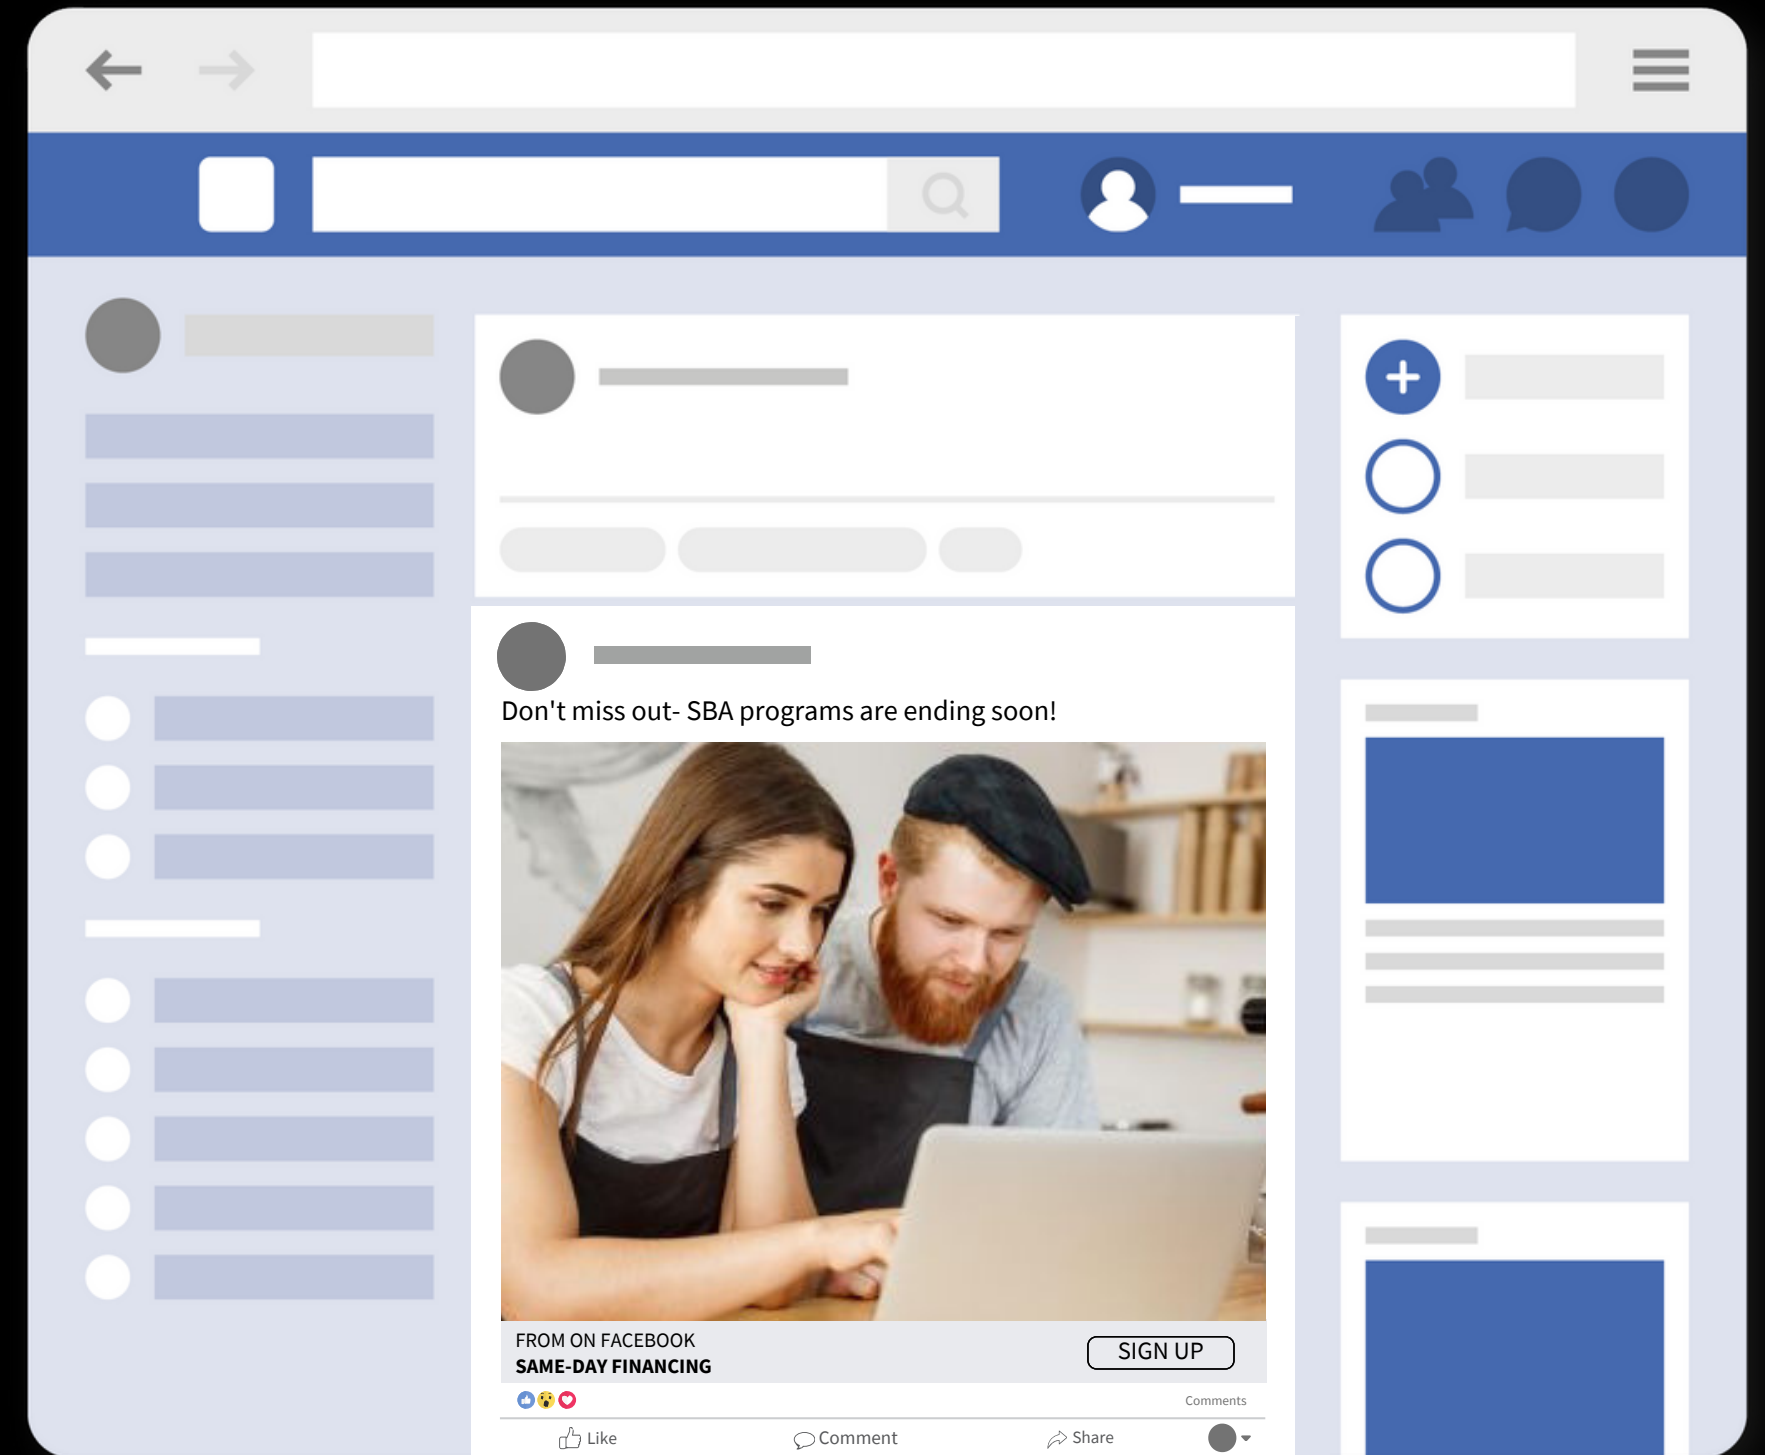 Don't miss out- SBA programs are ending soon!
FROM ON FACEBOOK
SIGN UP
SAME-DAY FINANCING
Comments
Like
Comment
Share